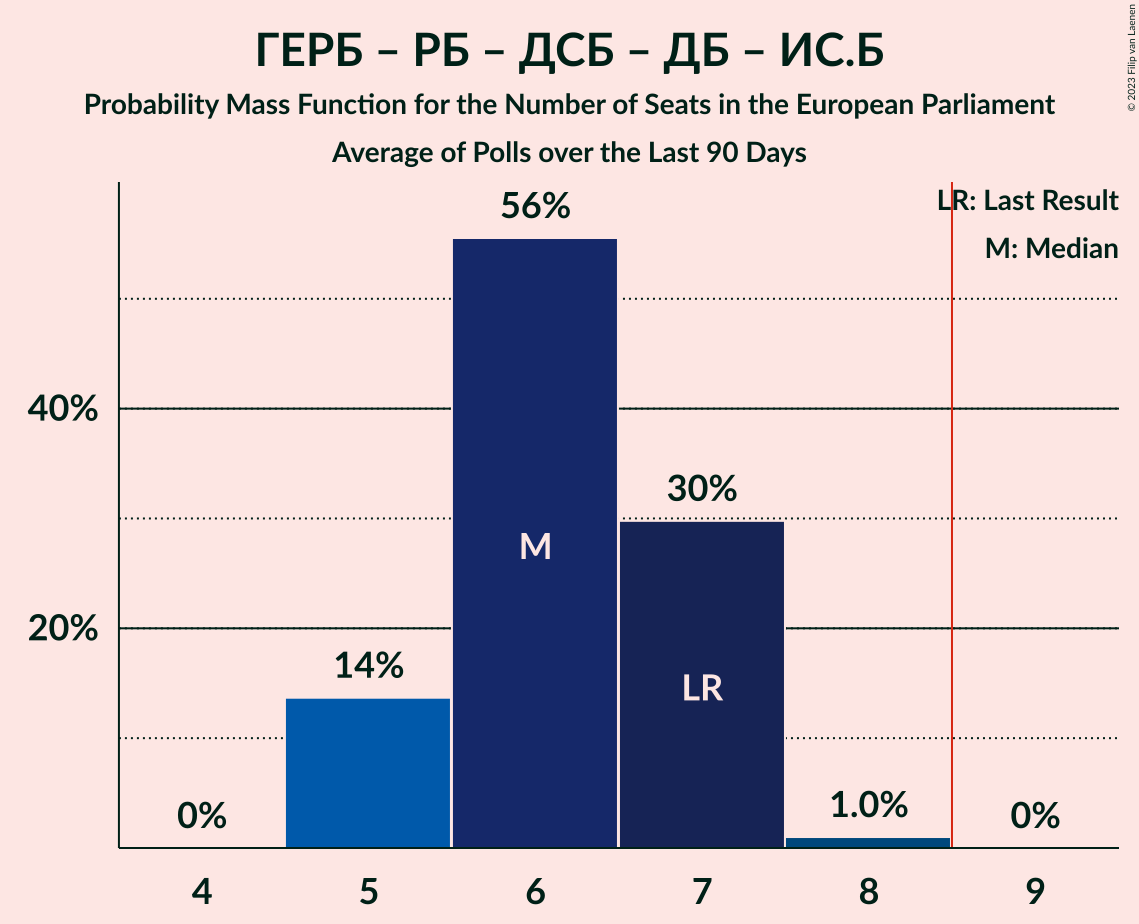 ГЕРБ – РБ – ДСБ – ДБ – ИС.Б
Probability Mass Function for the Number of Seats in the European Parliament
Average of Polls over the Last 90 Days
© 2023 Filip van Laenen
LR: Last Result
M: Median
56%
40%
30%
M
20%
14%
LR
0%
1.0%
0%
4 5 6 7 8 9